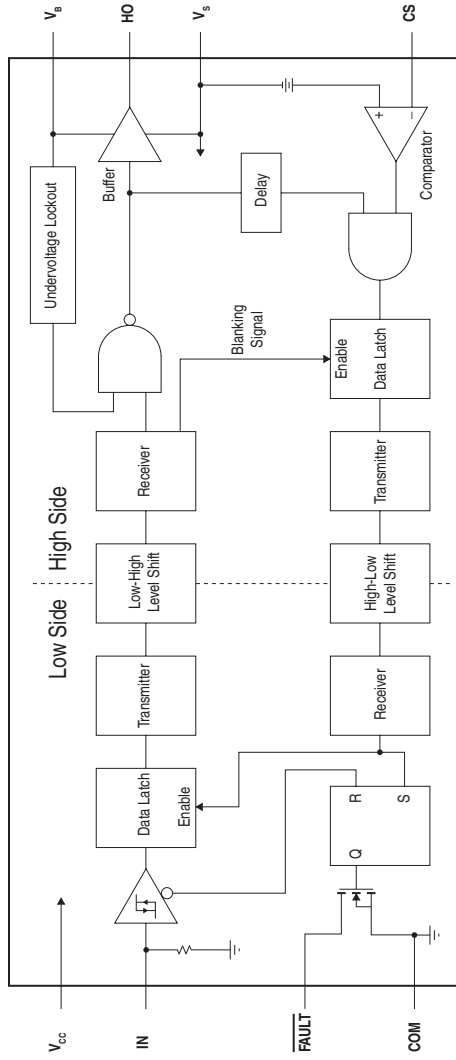 V_CC
IN
FAULT
COM
Low Side
High Side
Data Latch
Enable
Transmitter
Low-High
Level Shift
Receiver
Undervoltage Lockout
Buffer
V_B
HO
V_S
CS
Blanking
Signal
Delay
Comparator
+
–
Q
R
S
Receiver
High-Low
Level Shift
Transmitter
Enable
Data Latch